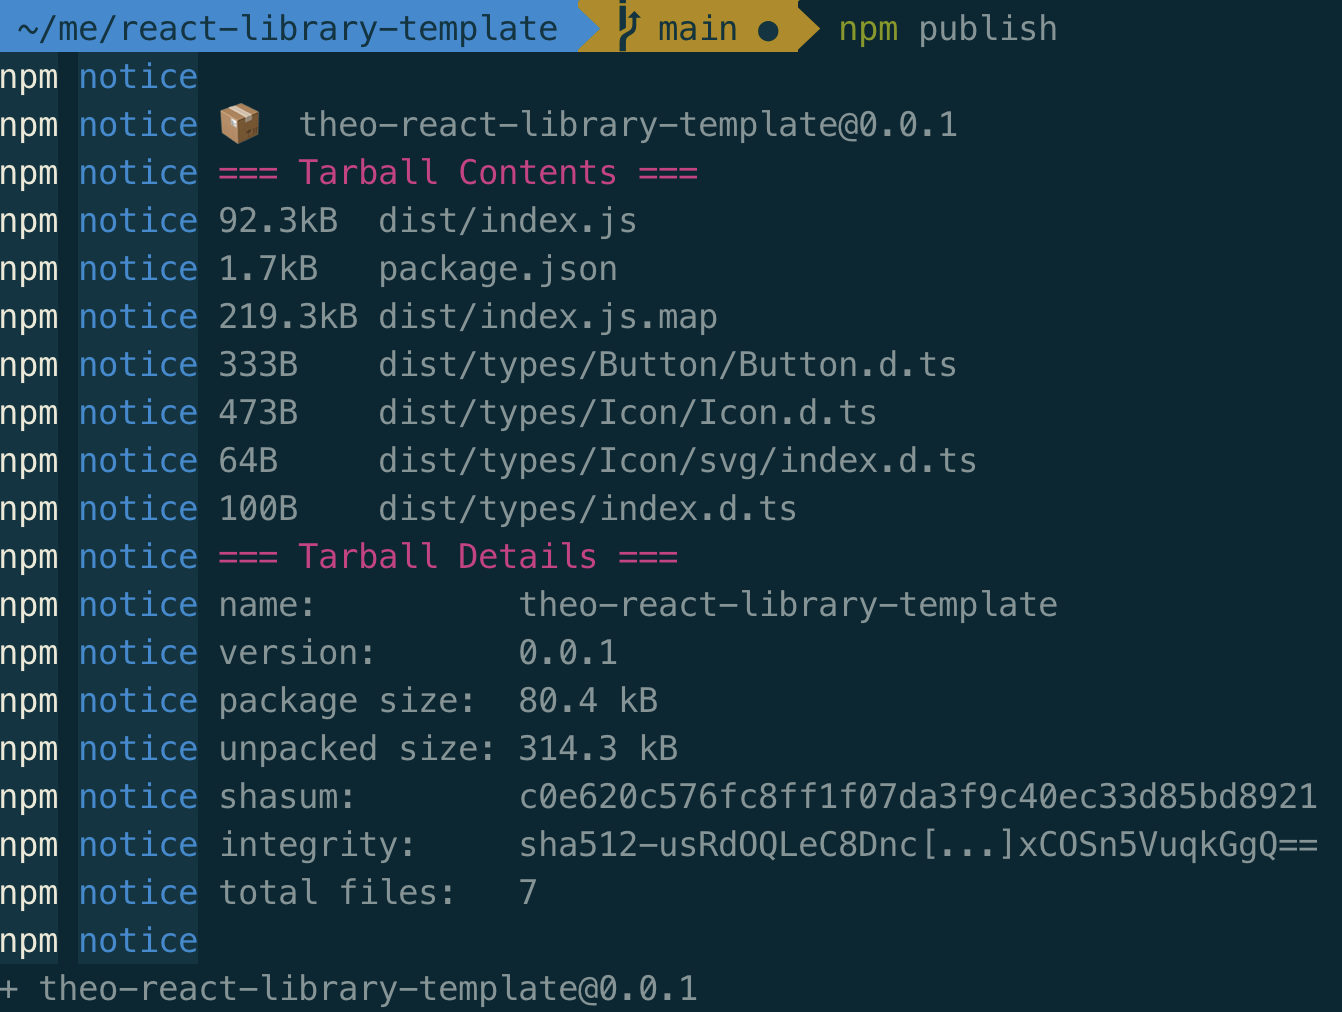 ~/me/react-library-template main ● npm publish
npm notice
npm notice 📦 theo-react-library-template@0.0.1
npm notice === Tarball Contents ===
npm notice 92.3kB dist/index.js
npm notice 1.7kB package.json
npm notice 219.3kB dist/index.js.map
npm notice 333B dist/types/Button/Button.d.ts
npm notice 473B dist/types/Icon/Icon.d.ts
npm notice 64B dist/types/Icon/svg/index.d.ts
npm notice 100B dist/types/index.d.ts
npm notice === Tarball Details ===
npm notice name: theo-react-library-template
npm notice version: 0.0.1
npm notice package size: 80.4 kB
npm notice unpacked size: 314.3 kB
npm notice shasum: c0e620c576fc8ff1f07da3f9c40ec33d85bd8921
npm notice integrity: sha512-usRdOQLeC8Dnc[...]xCOSn5VuqkGgQ==
npm notice total files: 7
npm notice
+ theo-react-library-template@0.0.1